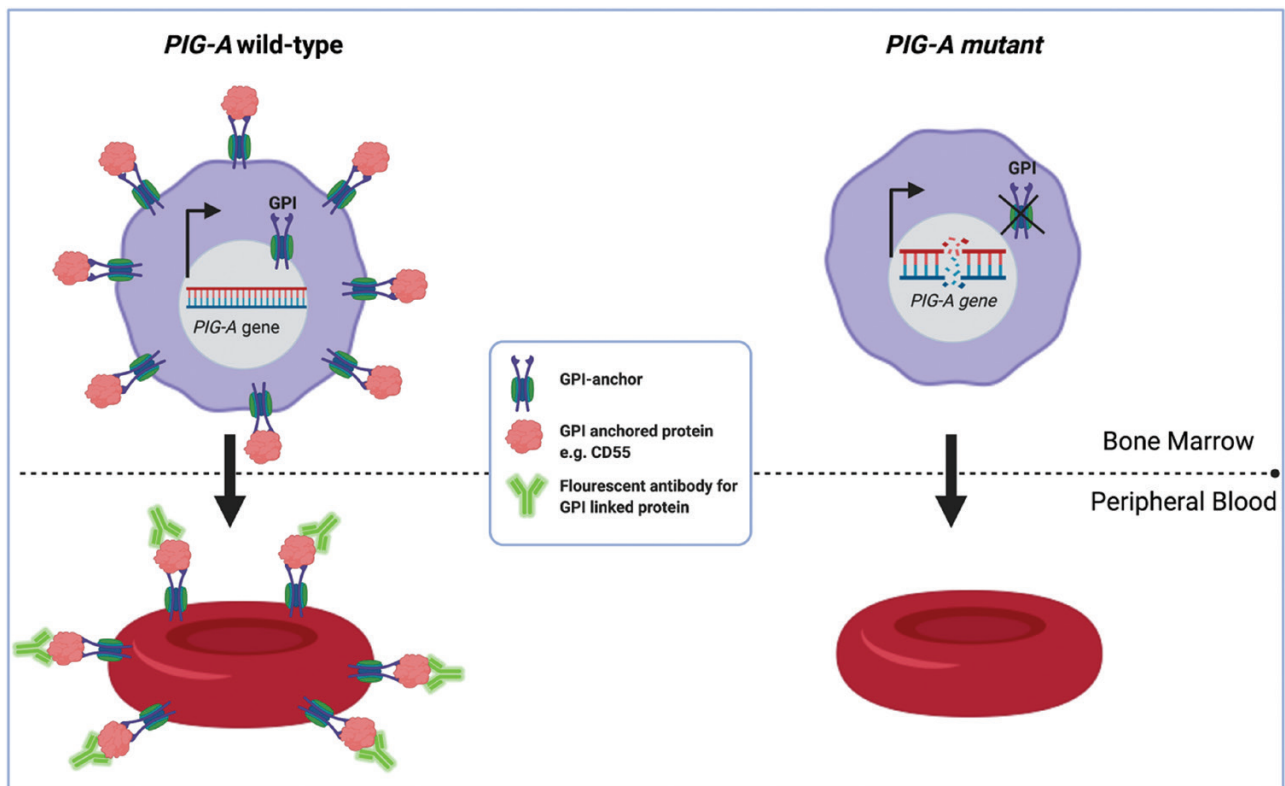 PIG-A wild-type
PIG-A mutant
GPI
PIG-A gene
GPI
PIG-A gene
GPI-anchor
GPI anchored protein
e.g. CD55
Flourescent antibody for
GPI linked protein
Bone Marrow
Peripheral Blood